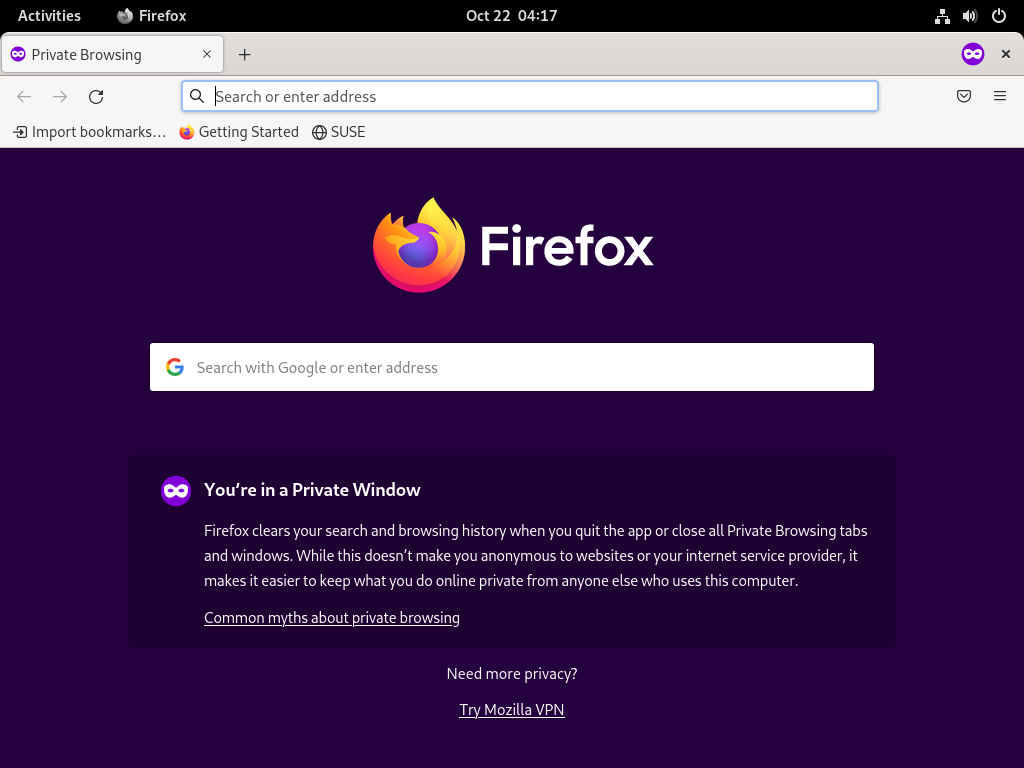 Activities Firefox Oct 22 04:17
Private Browsing
Search or enter address
Import bookmarks… Getting Started SUSE
Firefox
Search with Google or enter address
You’re in a Private Window
Firefox clears your search and browsing history when you quit the app or close all Private Browsing tabs
and windows. While this doesn’t make you anonymous to websites or your internet service provider, it
makes it easier to keep what you do online private from anyone else who uses this computer.
Common myths about private browsing
Need more privacy?
Try Mozilla VPN